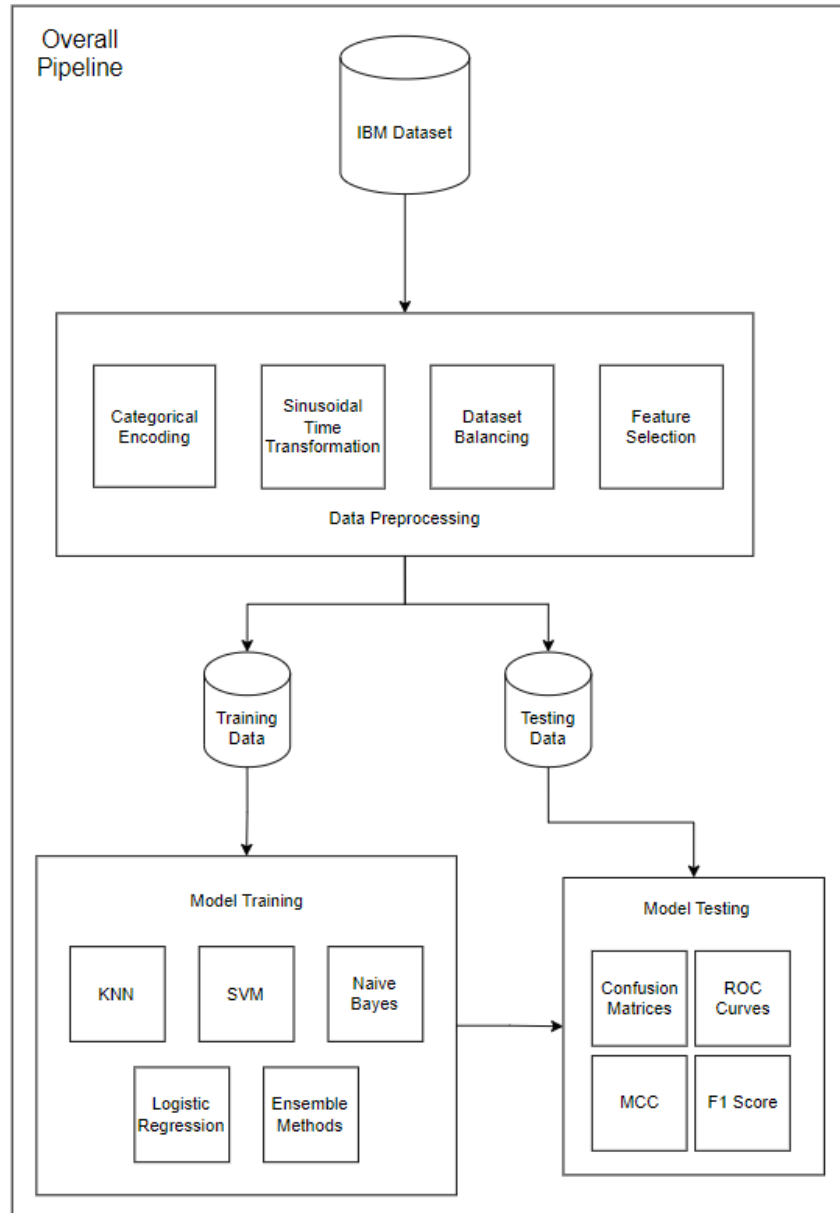 Overall
Pipeline
IBM Dataset
Categorical
Encoding
Sinusoidal
Time
Transformation
Dataset
Balancing
Feature
Selection
Data Preprocessing
Training
Data
Testing
Data
Model Training
KNN
SVM
Naive
Bayes
Logistic
Regression
Ensemble
Methods
Model Testing
Confusion
Matrices
ROC
Curves
MCC
F1 Score